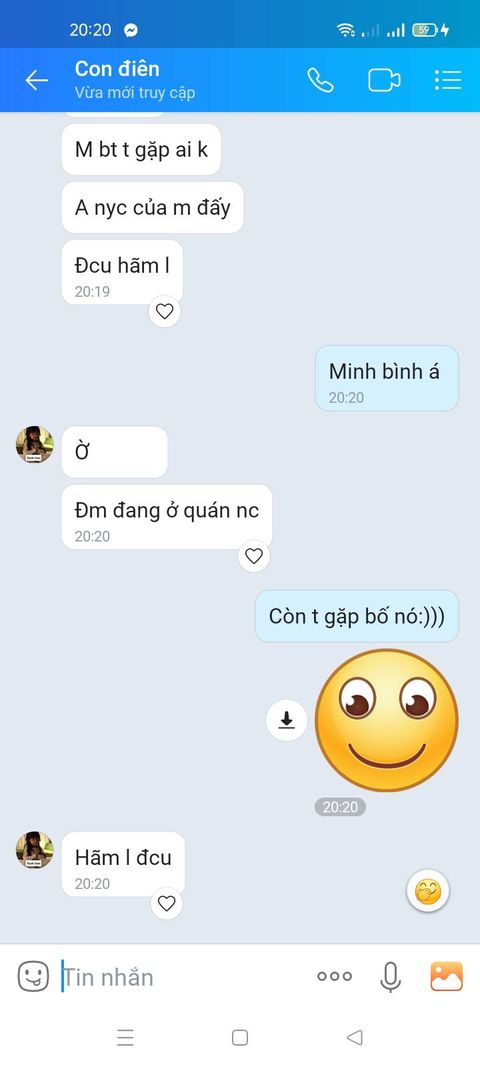 20:20
59
Con điên
Vừa mới truy cập
M bt t gặp ai k
A nyc của m đấy
Đcu hãm l
20:19
Minh bình á
20:20
Ờ
Đm đang ở quán nc
20:20
Còn t gặp bố nó:)))
20:20
Hãm l đcu
20:20
Tin nhắn